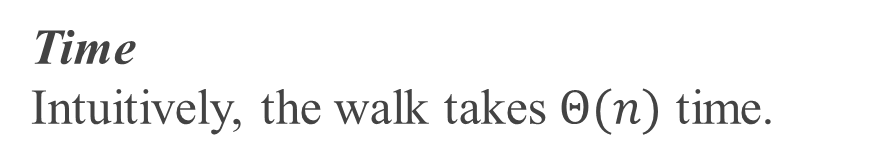 Time
Intuitively, the walk takes Θ(n) time.